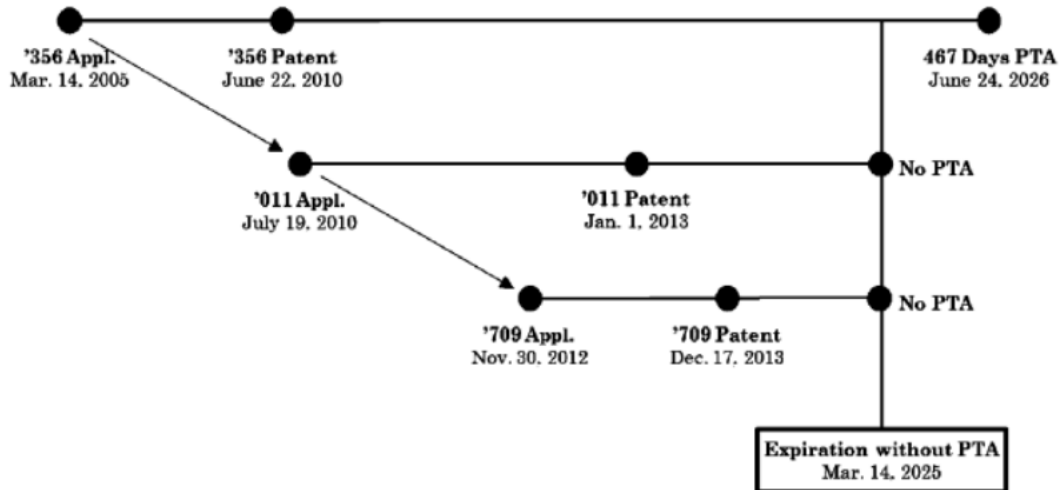 '356 Appl.
Mar. 14, 2005
'356 Patent
June 22, 2010
467 Days PTA
June 24, 2026
'011 Appl.
July 19, 2010
'011 Patent
Jan. 1, 2013
No PTA
'709 Appl.
Nov. 30, 2012
'709 Patent
Dec. 17, 2013
No PTA
Expiration without PTA
Mar. 14, 2025